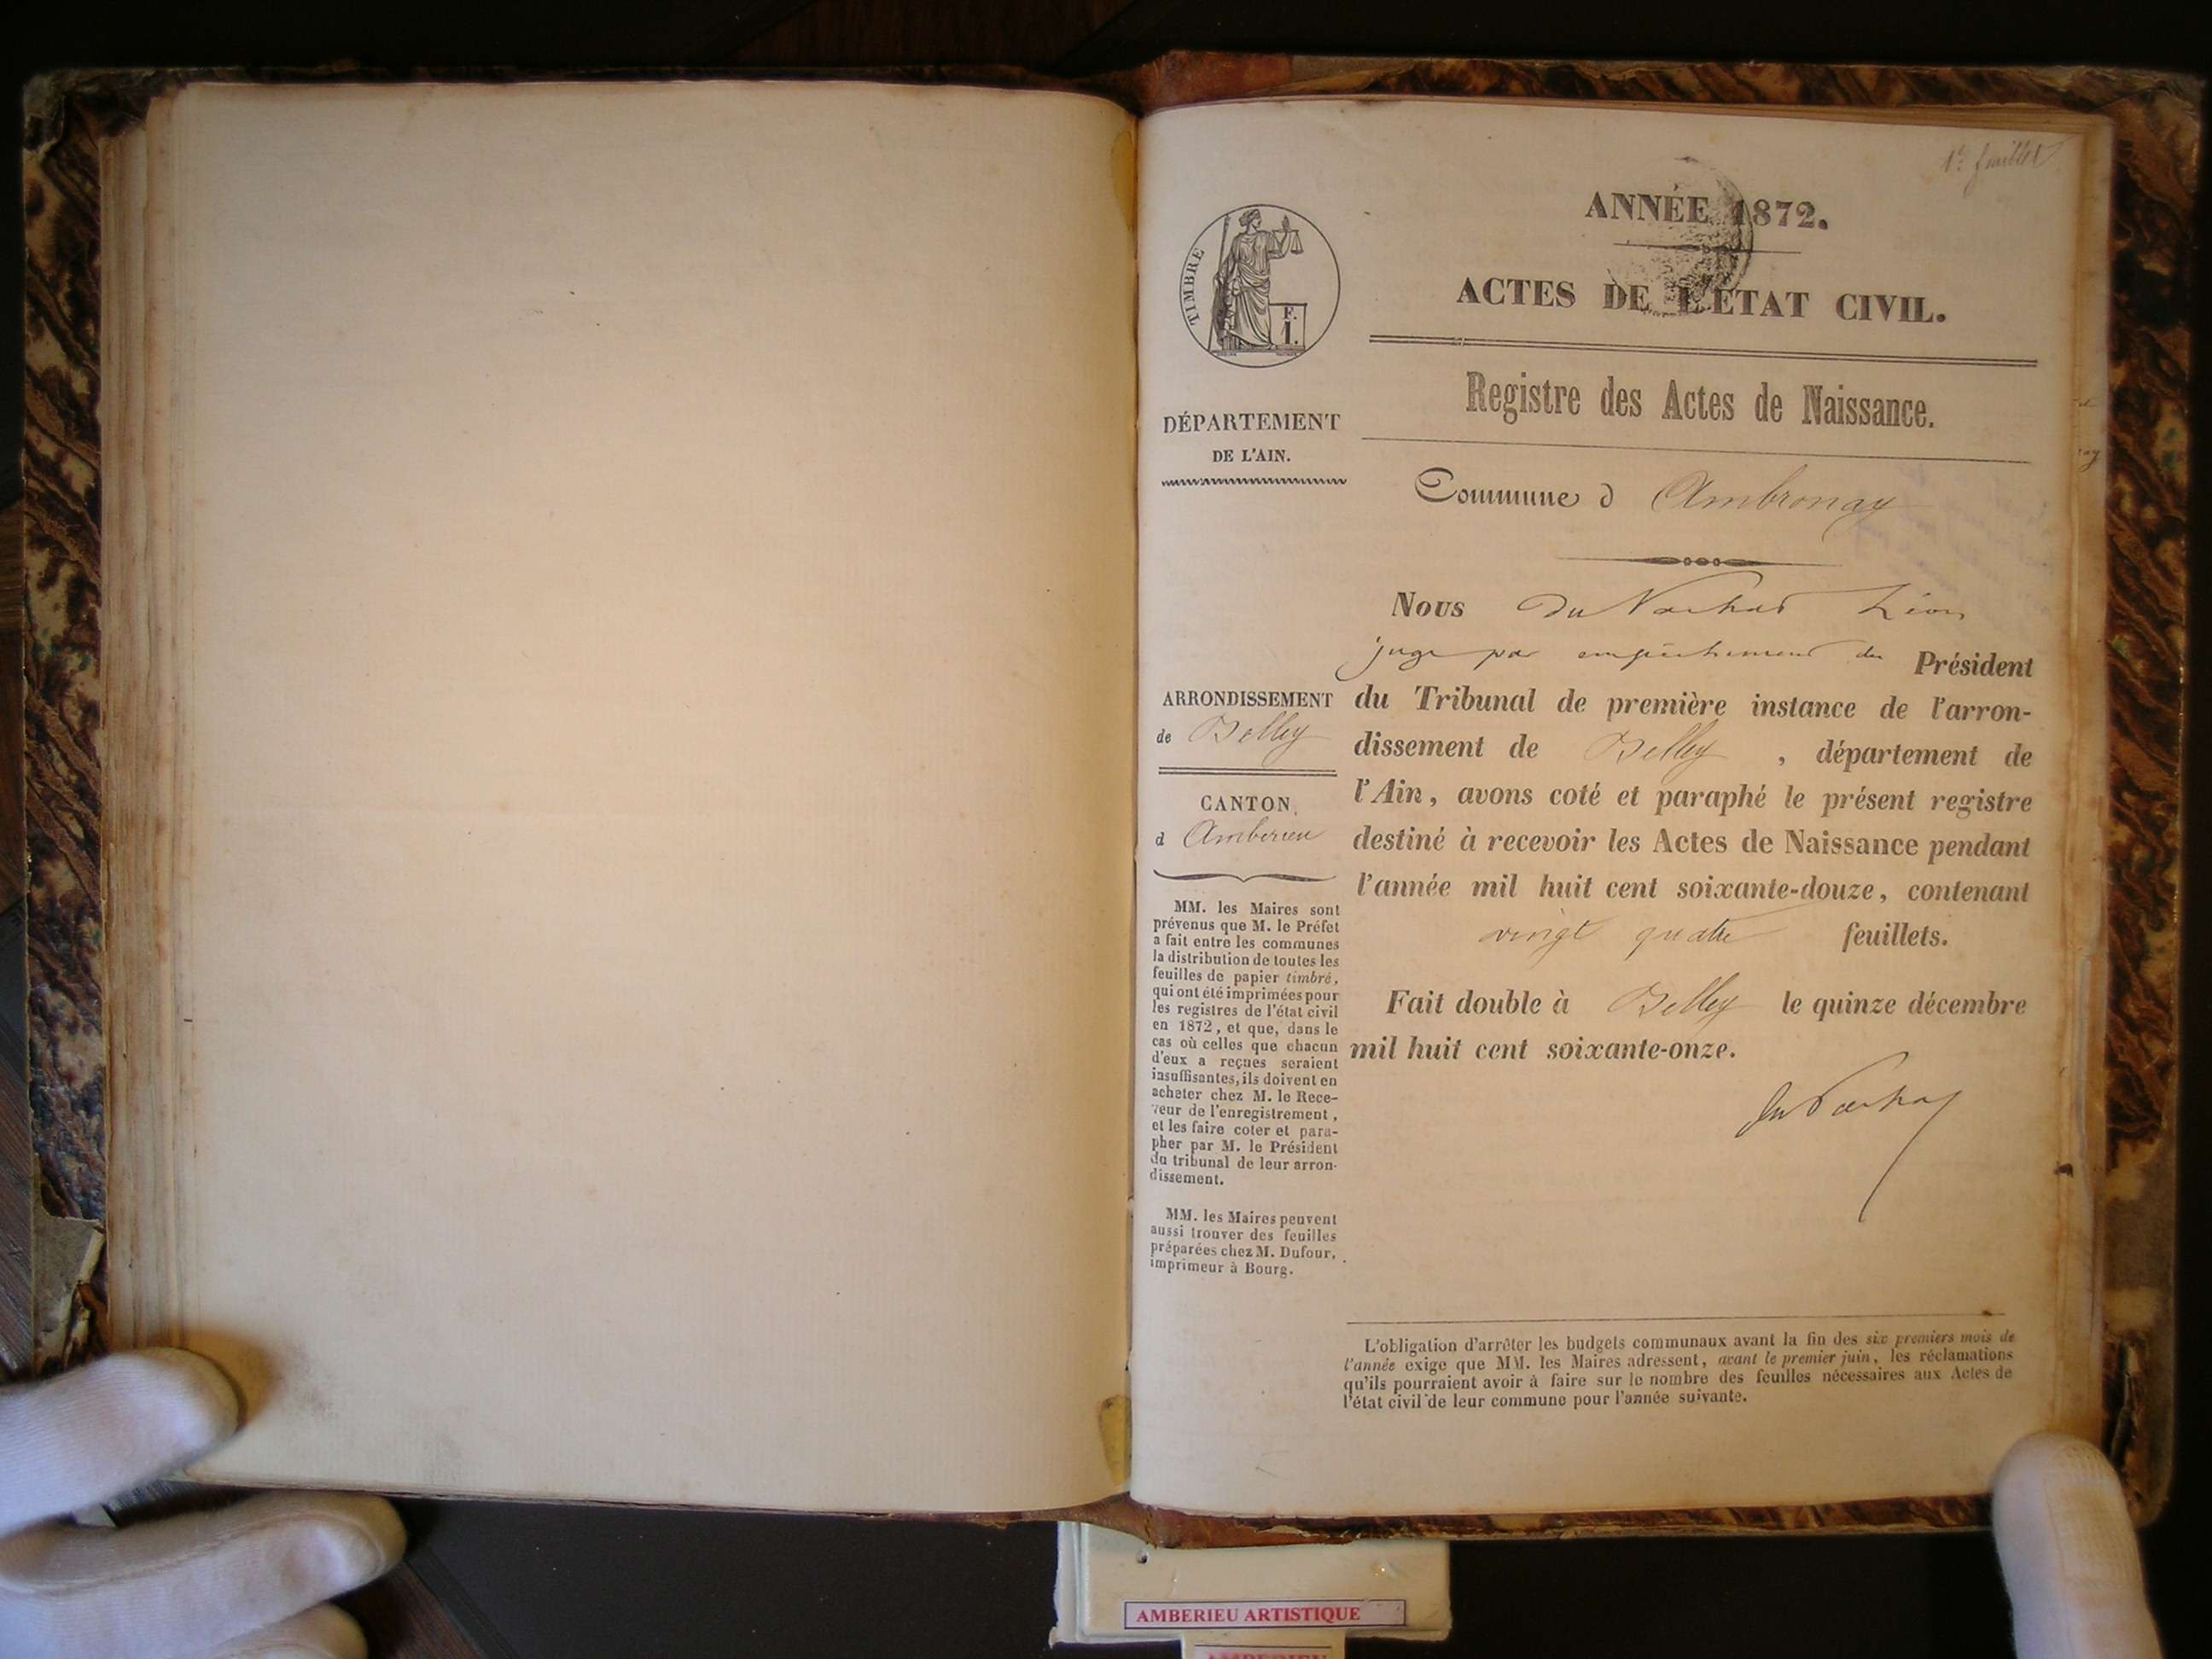 1er feuillet
TIMBRE
F.
1.
ANNÉE 1872.
ACTES DE L'ÉTAT CIVIL.
Registre des Actes de Naissance.
DÉPARTEMENT
DE L'AIN.
Commune d Ambronay
ARRONDISSEMENT
de Belley
CANTON
d Amberieu
MM. les Maires sont
prévenus que M. le Préfet
a fait entre les communes
la distribution de toutes les
feuilles de papier timbré,
qui ont été imprimées pour
les registres de l'état civil
en 1872, et que, dans le
cas où celles que chacun
d'eux a reçues seraient
insuffisantes, ils doivent en
acheter chez M. le Rece-
veur de l'enregistrement,
et les faire coter et para-
pher par M. le Président
du tribunal de leur arron-
dissement.
MM. les Maires peuvent
aussi trouver des feuilles
préparées chez M. Dufour,
imprimeur à Bourg.
Nous Du Léon
juge par empêchement du Président
du Tribunal de première instance de l'arron-
dissement de Belley, département de
l'Ain, avons coté et paraphé le présent registre
destiné à recevoir les Actes de Naissance pendant
l'année mil huit cent soixante-douze, contenant
vingt quatre feuillets.
Fait double à Belley le quinze décembre
mil huit cent soixante-onze.
L'obligation d'arrêter les budgets communaux avant la fin des six premiers mois de
l'année exige que MM. les Maires adressent, avant le premier juin, les réclamations
qu'ils pourraient avoir à faire sur le nombre des feuilles nécessaires aux Actes de
l'état civil de leur commune pour l'année suivante.
AMBERIEU ARTISTIQUE
AMBERIEU